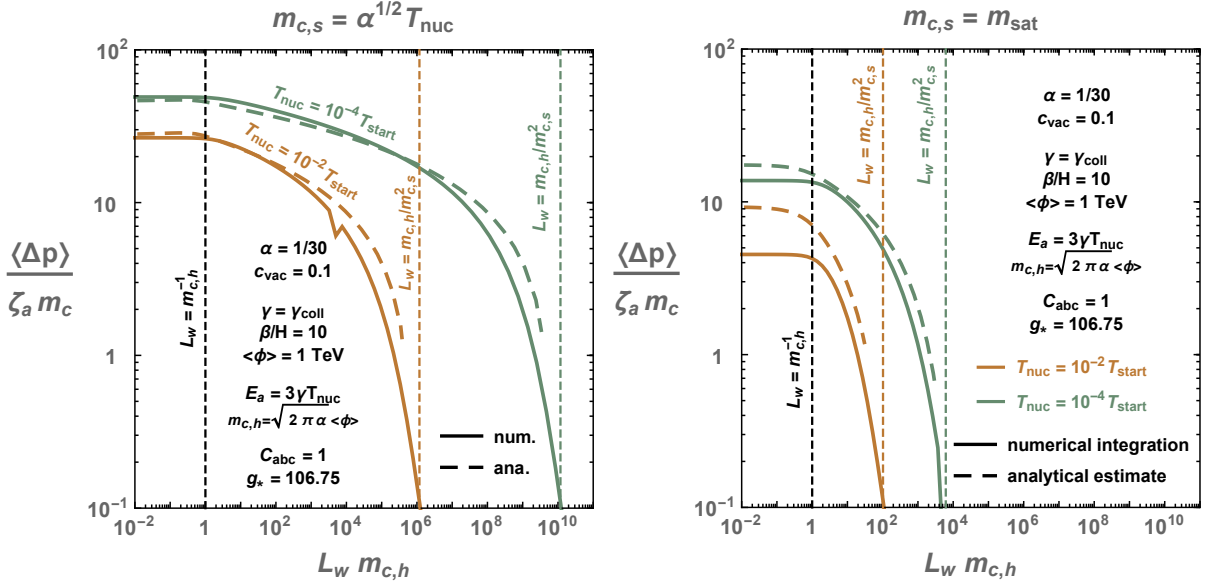 m_{c,s} = α^{1/2} T_nuc
⟨Δp⟩
ζ_a m_c
10^2
10
1
10^{-1}
T_nuc = 10^{-4} T_start
T_nuc = 10^{-2} T_start
L_w = m_{c,h}^{-1}
L_w = m_{c,h}/m_{c,s}^2
L_w = m_{c,h}/m_{c,s}^2
α = 1/30
c_vac = 0.1
γ = γ_coll
β/H = 10
<ϕ> = 1 TeV
E_a = 3γT_nuc
m_{c,h}=√(2 π α) <ϕ>
C_abc = 1
g_* = 106.75
num.
ana.
10^{-2} 1 10^2 10^4 10^6 10^8 10^{10}
L_w m_{c,h}
m_{c,s} = m_sat
⟨Δp⟩
ζ_a m_c
10^2
10
1
10^{-1}
L_w = m_{c,h}^{-1}
L_w = m_{c,h}/m_{c,s}^2
L_w = m_{c,h}/m_{c,s}^2
α = 1/30
c_vac = 0.1
γ = γ_coll
β/H = 10
<ϕ> = 1 TeV
E_a = 3γT_nuc
m_{c,h}=√(2 π α) <ϕ>
C_abc = 1
g_* = 106.75
T_nuc = 10^{-2} T_start
T_nuc = 10^{-4} T_start
numerical integration
analytical estimate
10^{-2} 1 10^2 10^4 10^6 10^8 10^{10}
L_w m_{c,h}